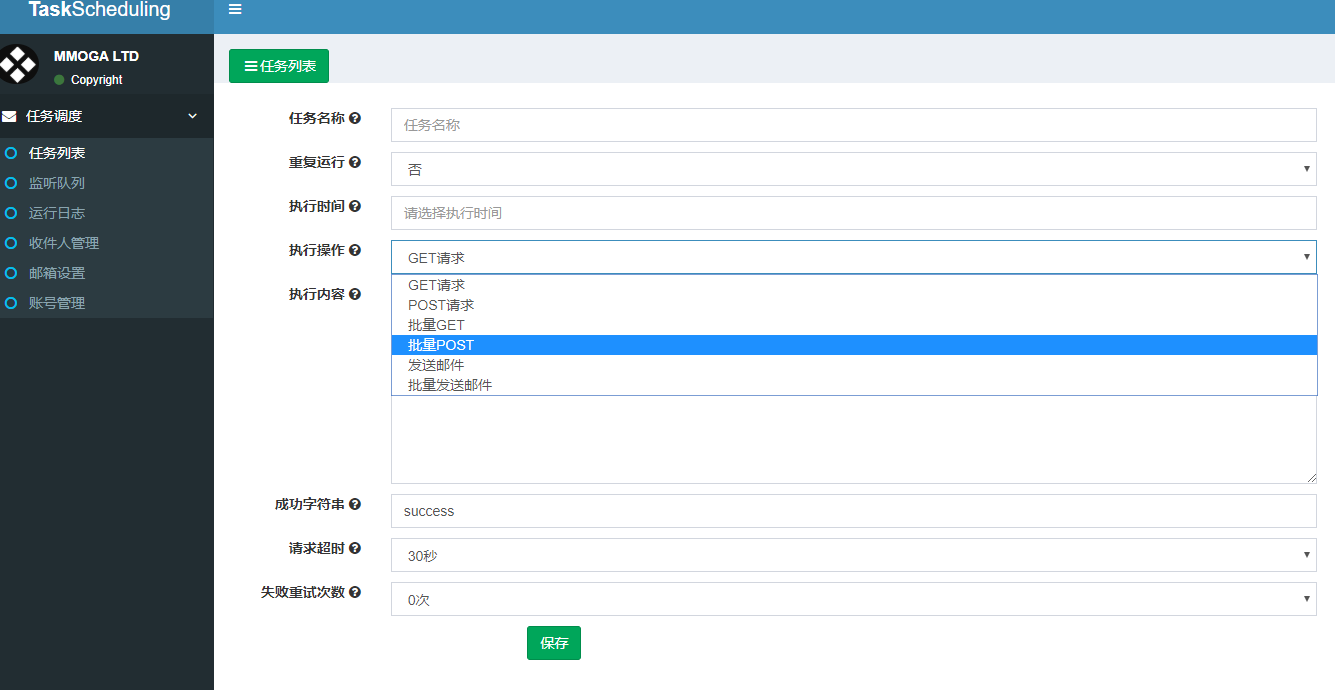 TaskScheduling
MMOGA LTD
Copyright
任务调度
任务列表
监听队列
运行日志
收件人管理
邮箱设置
账号管理
任务列表
任务名称
任务名称
重复运行
否
执行时间
请选择执行时间
执行操作
GET请求
执行内容
GET请求
POST请求
批量GET
批量POST
发送邮件
批量发送邮件
成功字符串
success
请求超时
30秒
失败重试次数
0次
保存